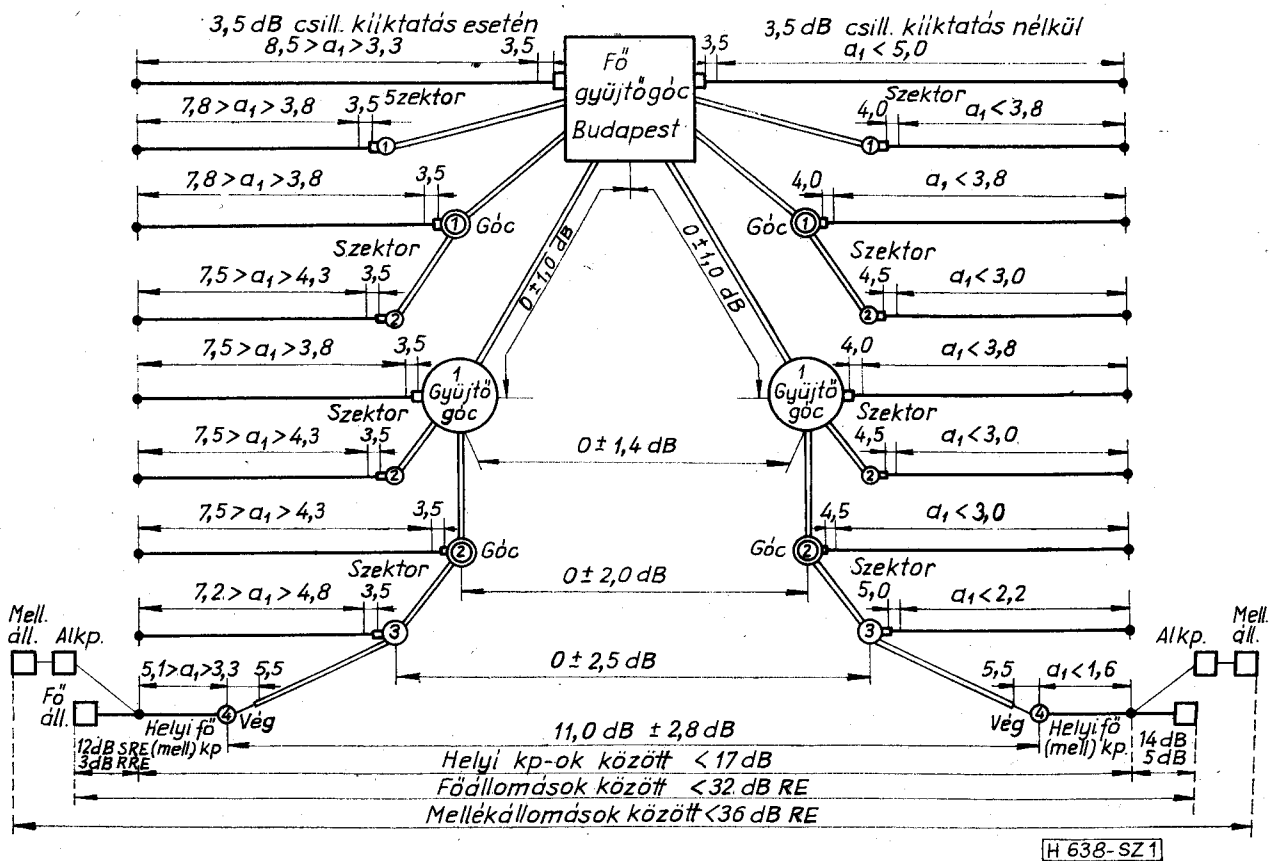 3,5 dB csill. kiiktatás esetén
3,5 dB csill. kiiktatás nélkül
8,5 > a₁ > 3,3
3,5
Fő
gyüjtőgóc
Budapest
3,5
a₁ < 5,0
7,8 > a₁ > 3,8
3,5
Szektor
1
4,0
Szektor
a₁ < 3,8
1
7,8 > a₁ > 3,8
3,5
1
Góc
4,0
a₁ < 3,8
Góc
1
0 ± 1,0 dB
0 ± 1,0 dB
Szektor
7,5 > a₁ > 4,3
3,5
2
Szektor
4,5
a₁ < 3,0
2
7,5 > a₁ > 3,8
3,5
1
Gyüjtő
góc
4,0
a₁ < 3,8
1
Gyüjtő
góc
Szektor
7,5 > a₁ > 4,3
3,5
2
0 ± 1,4 dB
Szektor
4,5
a₁ < 3,0
2
7,5 > a₁ > 4,3
3,5
2
Góc
4,5
a₁ < 3,0
Góc
2
Szektor
7,2 > a₁ > 4,8
3,5
3
0 ± 2,0 dB
Szektor
5,0
a₁ < 2,2
3
Mell.
áll.
Alkp.
Fő
áll.
5,1 > a₁ > 3,3
5,5
0 ± 2,5 dB
5,5
a₁ < 1,6
Alkp.
Mell.
áll.
Helyi fő
(mell) kp
4
Vég
Vég
4
Helyi fő
(mell) kp.
12 dB SRE
3 dB RRE
11,0 dB ± 2,8 dB
14 dB
5 dB
Helyi kp-ok között < 17 dB
Főállomások között < 32 dB RE
Mellékállomások között < 36 dB RE
H 638-SZ1